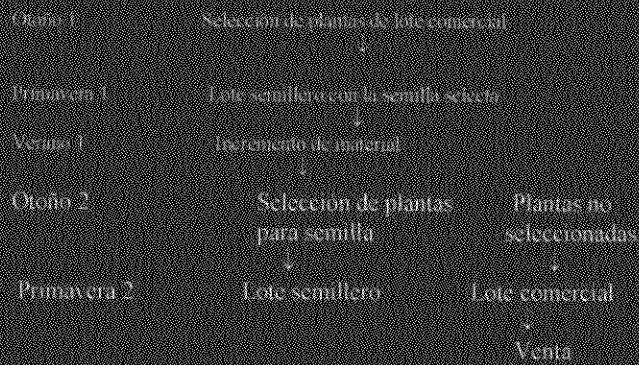 Otoño 1 Selección de plantas de lote comercial
↓
Primavera 1 Lote semillero con la semilla selecta
↓
Verano 1 Incremento de material
↓
Otoño 2 Selección de plantas Plantas no
para semilla seleccionadas
↓ ↓
Primavera 2 Lote semillero Lote comercial
↓
Venta